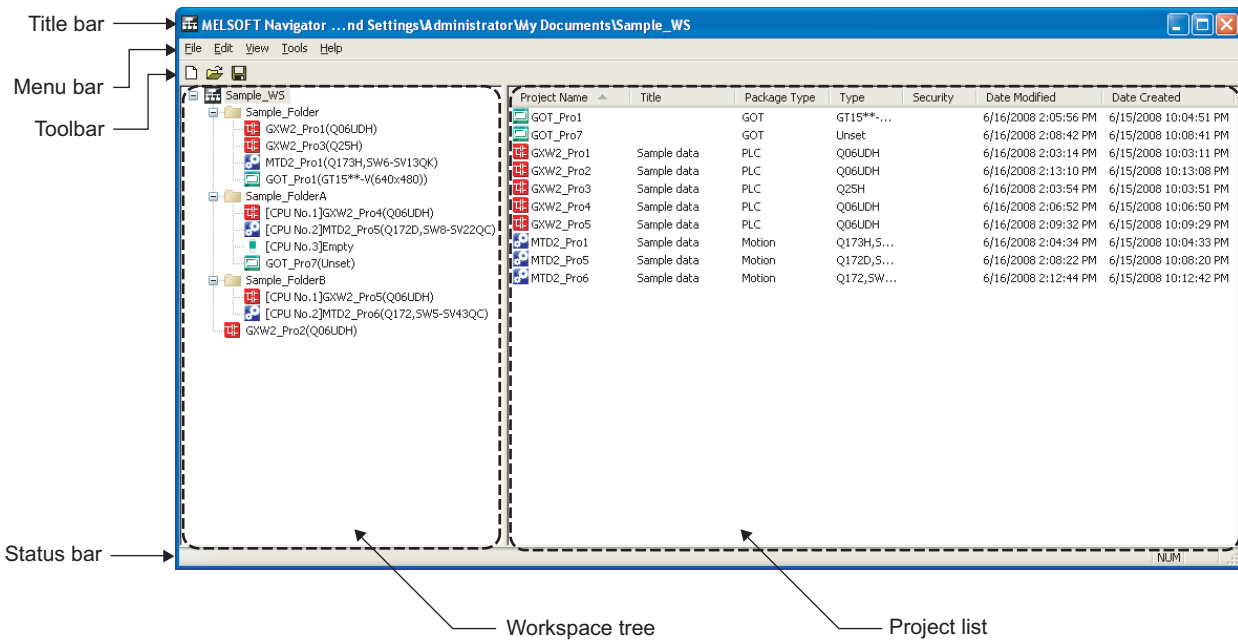 Title bar
MELSOFT Navigator ...nd Settings\Administrator\My Documents\Sample_WS
Menu bar
File Edit View Tools Help
Toolbar
Sample_WS
Sample_Folder
GXW2_Pro1(Q06UDH)
GXW2_Pro3(Q25H)
MTD2_Pro1(Q173H,SW6-SV13QK)
GOT_Pro1(GT15**-V(640x480))
Sample_FolderA
[CPU No.1]GXW2_Pro4(Q06UDH)
[CPU No.2]MTD2_Pro5(Q172D,SW8-SV22QC)
[CPU No.3]Empty
GOT_Pro7(Unset)
Sample_FolderB
[CPU No.1]GXW2_Pro5(Q06UDH)
[CPU No.2]MTD2_Pro6(Q172,SW5-SV43QC)
GXW2_Pro2(Q06UDH)
Project Name Title Package Type Type Security Date Modified Date Created
GOT_Pro1 GOT GT15**-... 6/16/2008 2:05:56 PM 6/15/2008 10:04:51 PM
GOT_Pro7 GOT Unset 6/16/2008 2:08:42 PM 6/15/2008 10:08:41 PM
GXW2_Pro1 Sample data PLC Q06UDH 6/16/2008 2:03:14 PM 6/15/2008 10:03:11 PM
GXW2_Pro2 Sample data PLC Q06UDH 6/16/2008 2:13:10 PM 6/15/2008 10:13:08 PM
GXW2_Pro3 Sample data PLC Q25H 6/16/2008 2:03:54 PM 6/15/2008 10:03:51 PM
GXW2_Pro4 Sample data PLC Q06UDH 6/16/2008 2:06:52 PM 6/15/2008 10:06:50 PM
GXW2_Pro5 Sample data PLC Q06UDH 6/16/2008 2:09:32 PM 6/15/2008 10:09:29 PM
MTD2_Pro1 Sample data Motion Q173H,S... 6/16/2008 2:04:34 PM 6/15/2008 10:04:33 PM
MTD2_Pro5 Sample data Motion Q172D,S... 6/16/2008 2:08:22 PM 6/15/2008 10:08:20 PM
MTD2_Pro6 Sample data Motion Q172,SW... 6/16/2008 2:12:44 PM 6/15/2008 10:12:42 PM
Status bar
NUM
Workspace tree
Project list